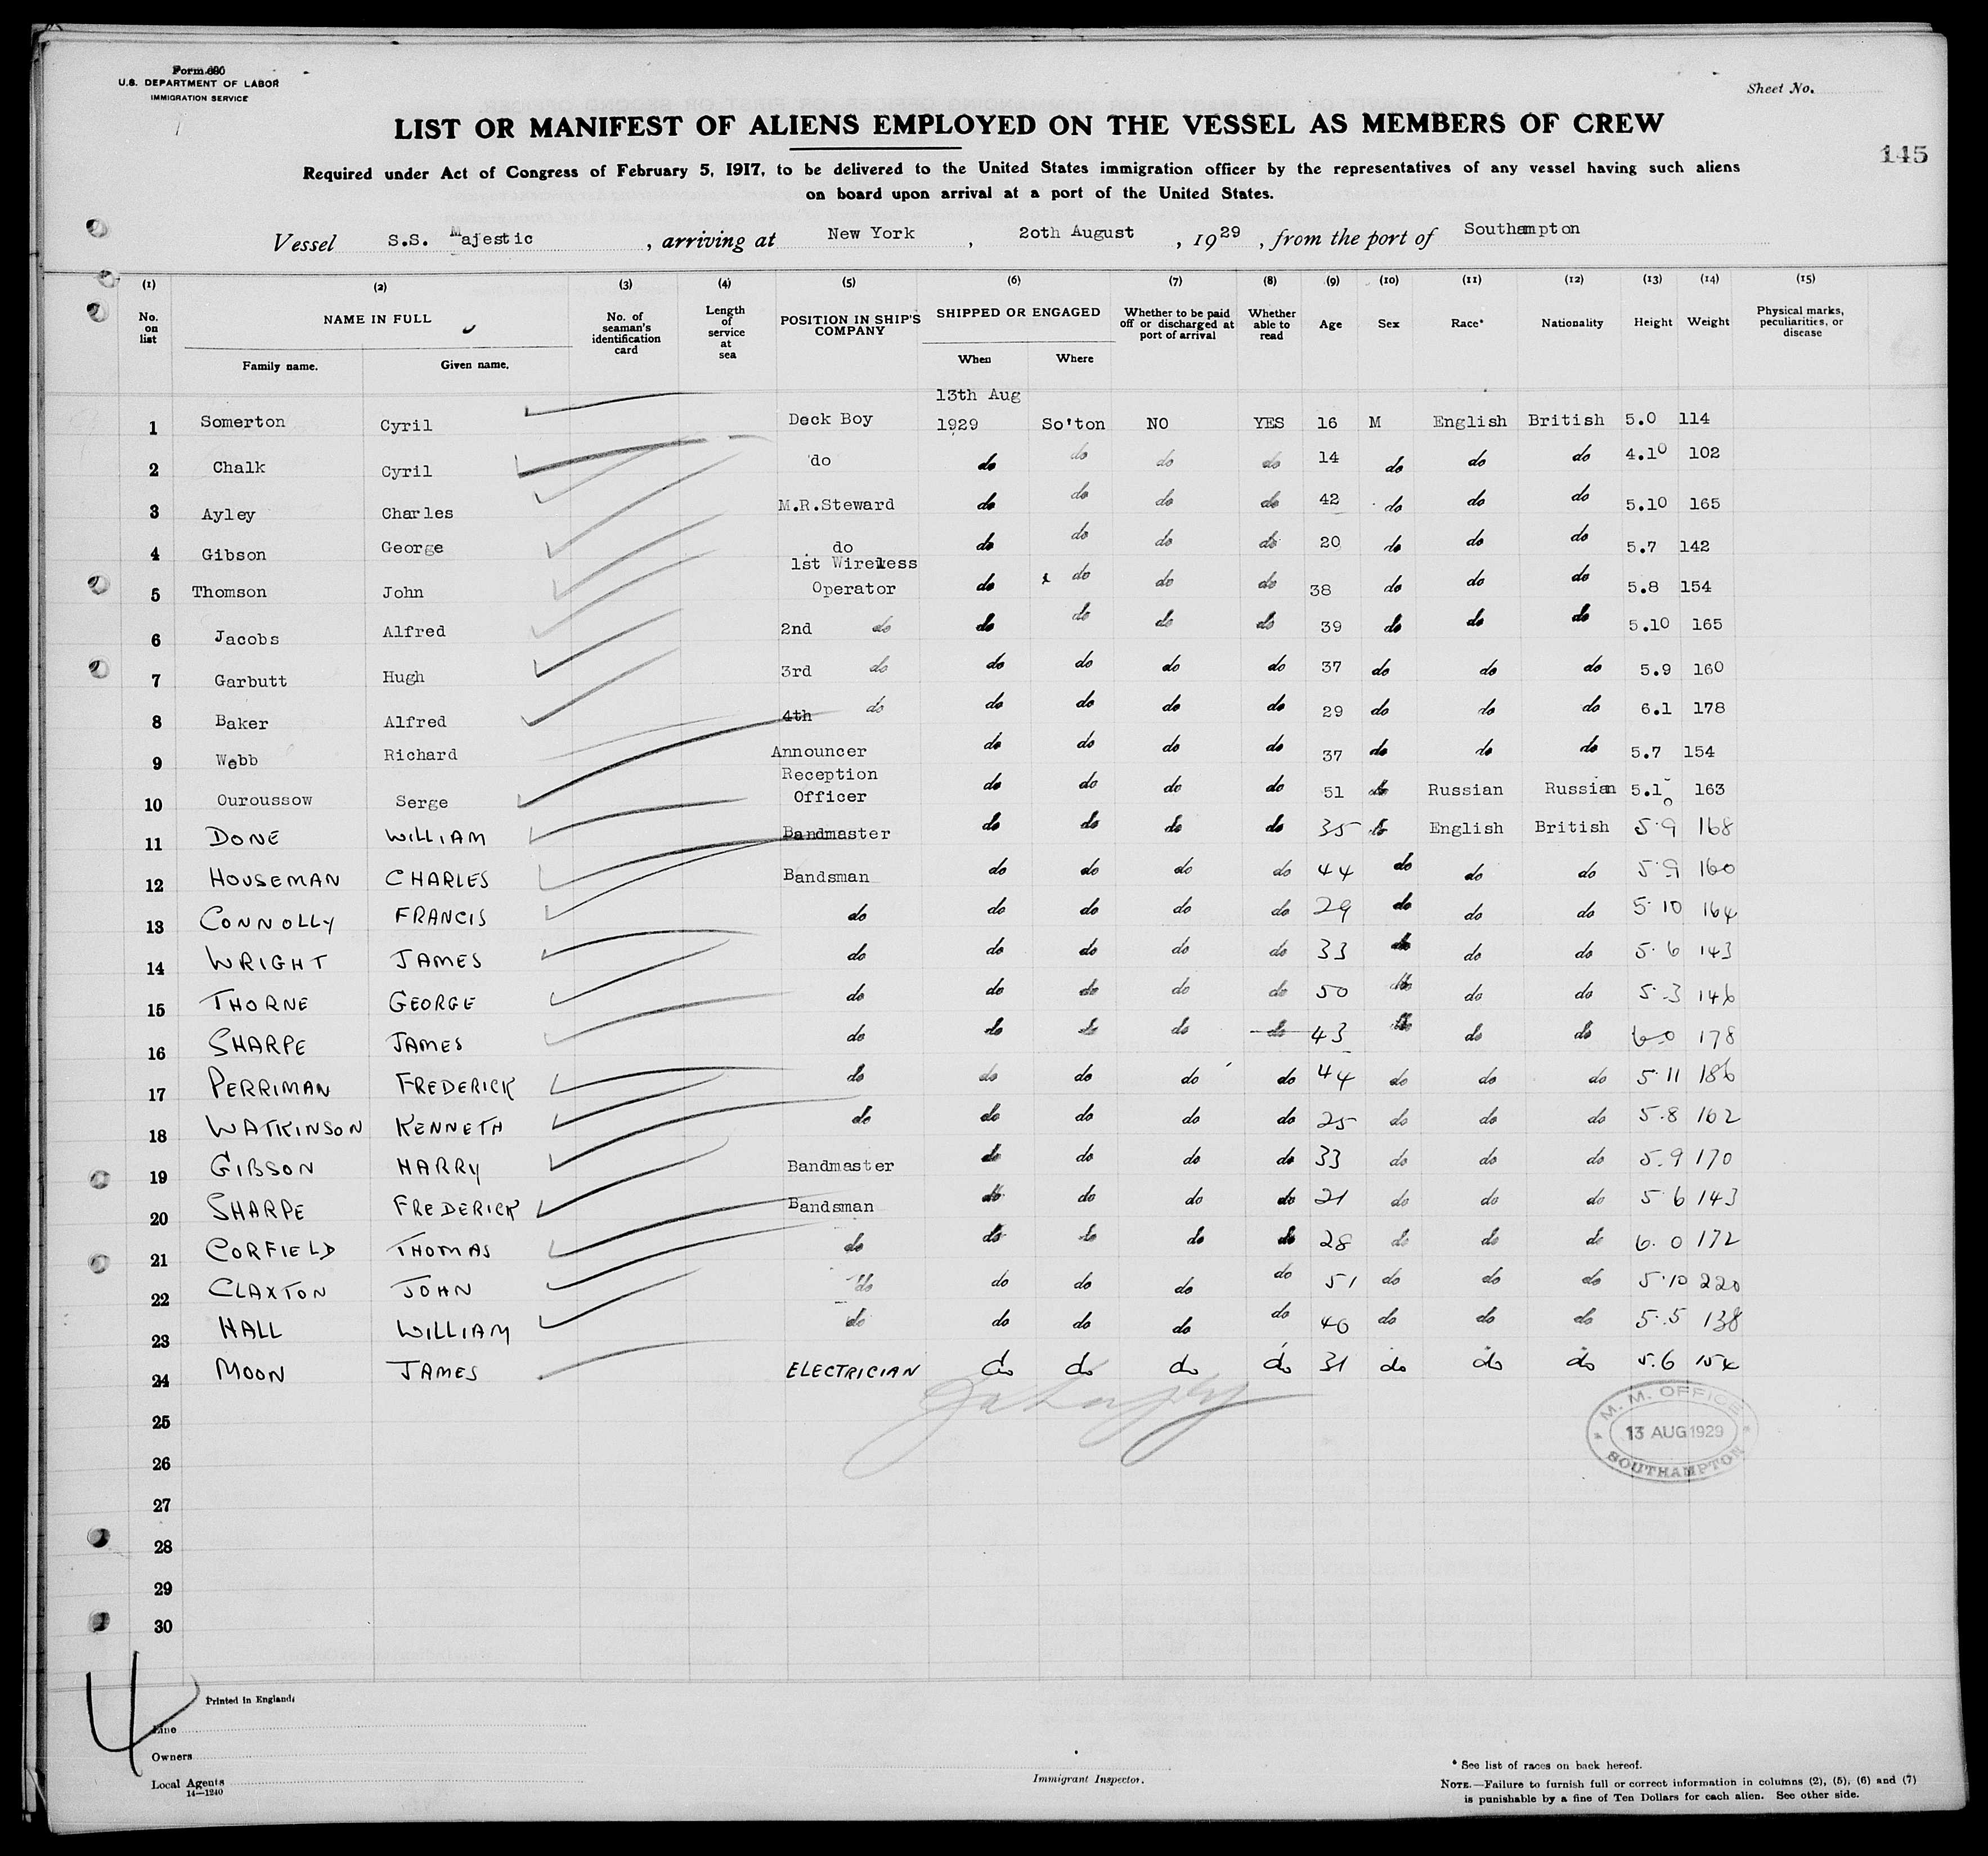 Form 680
U.S. DEPARTMENT OF LABOR
IMMIGRATION SERVICE
Sheet No.
LIST OR MANIFEST OF ALIENS EMPLOYED ON THE VESSEL AS MEMBERS OF CREW
145
Required under Act of Congress of February 5, 1917, to be delivered to the United States immigration officer by the representatives of any vessel having such aliens
on board upon arrival at a port of the United States.
Vessel S.S. Majestic, arriving at New York, 20th August, 1929, from the port of Southampton
(1) (2) (3) (4) (5) (6) (7) (8) (9) (10) (11) (12) (13) (14) (15)
No. on list NAME IN FULL Family name. Given name. No. of seaman's identification card Length of service at sea POSITION IN SHIP'S COMPANY SHIPPED OR ENGAGED When Where Whether to be paid off or discharged at port of arrival Whether able to read Age Sex Race* Nationality Height Weight Physical marks, peculiarities, or disease
13th Aug
1 Somerton Cyril Deck Boy 1929 So'ton NO YES 16 M English British 5.0 114
2 Chalk Cyril do do do do do 14 do do do 4.10 102
3 Ayley Charles M.R.Steward do do do do 42 do do do 5.10 165
4 Gibson George do do do do do 20 do do do 5.7 142
1st Wireless
5 Thomson John Operator do do do do 38 do do do 5.8 154
6 Jacobs Alfred 2nd do do do do do 39 do do do 5.10 165
7 Garbutt Hugh 3rd do do do do do 37 do do do 5.9 160
8 Baker Alfred 4th do do do do do 29 do do do 6.1 178
9 Webb Richard Announcer do do do do 37 do do do 5.7 154
Reception
10 Ouroussow Serge Officer do do do do 51 do Russian Russian 5.10 163
11 DONE WILLIAM Bandmaster do do do do 35 do English British 5.9 168
12 HOUSEMAN CHARLES Bandsman do do do do 44 do do do 5.9 160
13 CONNOLLY FRANCIS do do do do do 29 do do do 5.10 164
14 WRIGHT JAMES do do do do do 33 do do do 5.6 143
15 THORNE GEORGE do do do do do 50 do do do 5.3 146
16 SHARPE JAMES do do do do do 43 do do do 6.0 178
17 PERRIMAN FREDERICK do do do do do 44 do do do 5.11 186
18 WATKINSON KENNETH do do do do do 25 do do do 5.8 162
19 GIBSON HARRY Bandmaster do do do do 33 do do do 5.9 170
20 SHARPE FREDERICK Bandsman do do do do 21 do do do 5.6 143
21 CORFIELD THOMAS do do do do do 28 do do do 6.0 172
22 CLAXTON JOHN do do do do do 51 do do do 5.10 220
23 HALL WILLIAM do do do do do 40 do do do 5.5 138
24 MOON JAMES ELECTRICIAN do do do do 31 do do do 5.6 154
25
26
27
28
29
30
M. M. OFFICE
13 AUG 1929
SOUTHAMPTON
4
Printed in England.
Line
Owners
Local Agents
14—1240
Immigrant Inspector.
* See list of races on back hereof.
NOTE.—Failure to furnish full or correct information in columns (2), (5), (6) and (7)
is punishable by a fine of Ten Dollars for each alien. See other side.